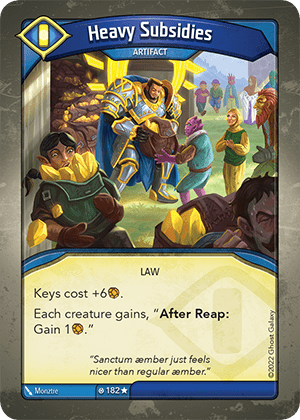 Heavy Subsidies
ARTIFACT
LAW
Keys cost +6.
Each creature gains, “After Reap:
Gain 1.”
“Sanctum æmber just feels
nicer than regular æmber.”
©2022 Ghost Galaxy
Monztre
182